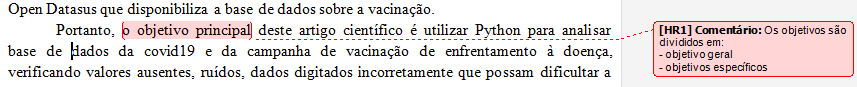 Open Datasus que disponibiliza a base de dados sobre a vacinação.
Portanto, o objetivo principal deste artigo científico é utilizar Python para analisar
base de dados da covid19 e da campanha de vacinação de enfrentamento à doença,
verificando valores ausentes, ruídos, dados digitados incorretamente que possam dificultar a
[HR1] Comentário: Os objetivos são
divididos em:
- objetivo geral
- objetivos específicos